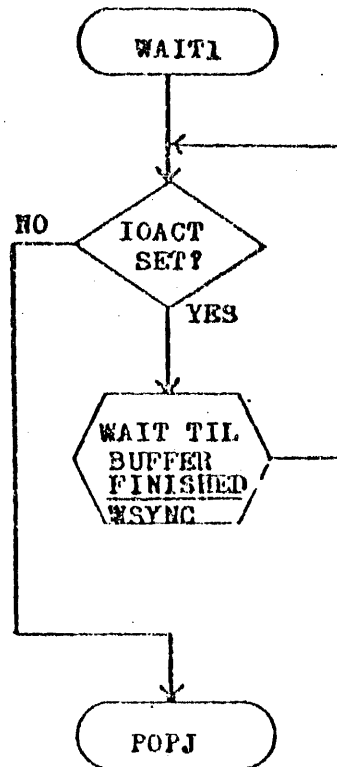 WAIT1
NO
IOACT
SET?
YES
WAIT TIL
BUFFER
FINISHED
WSYNC
POPJ